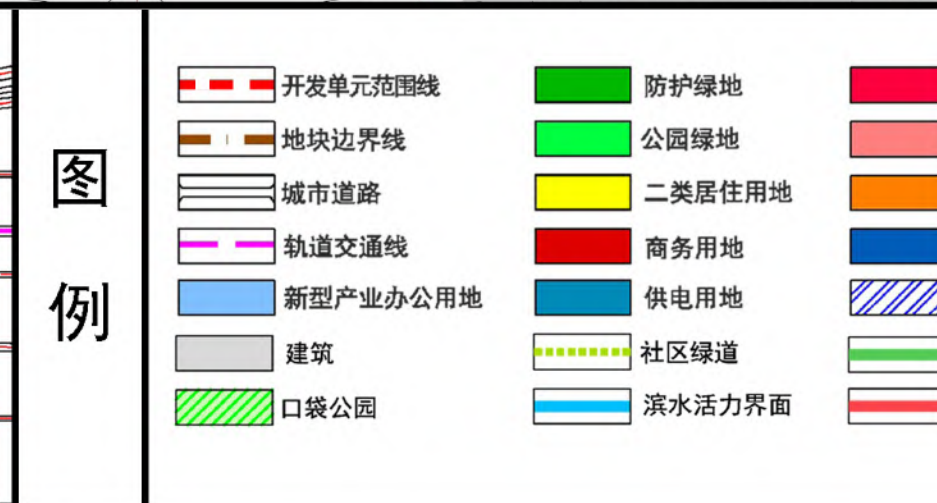 图例
开发单元范围线
防护绿地
地块边界线
公园绿地
城市道路
二类居住用地
轨道交通线
商务用地
新型产业办公用地
供电用地
建筑
社区绿道
口袋公园
滨水活力界面